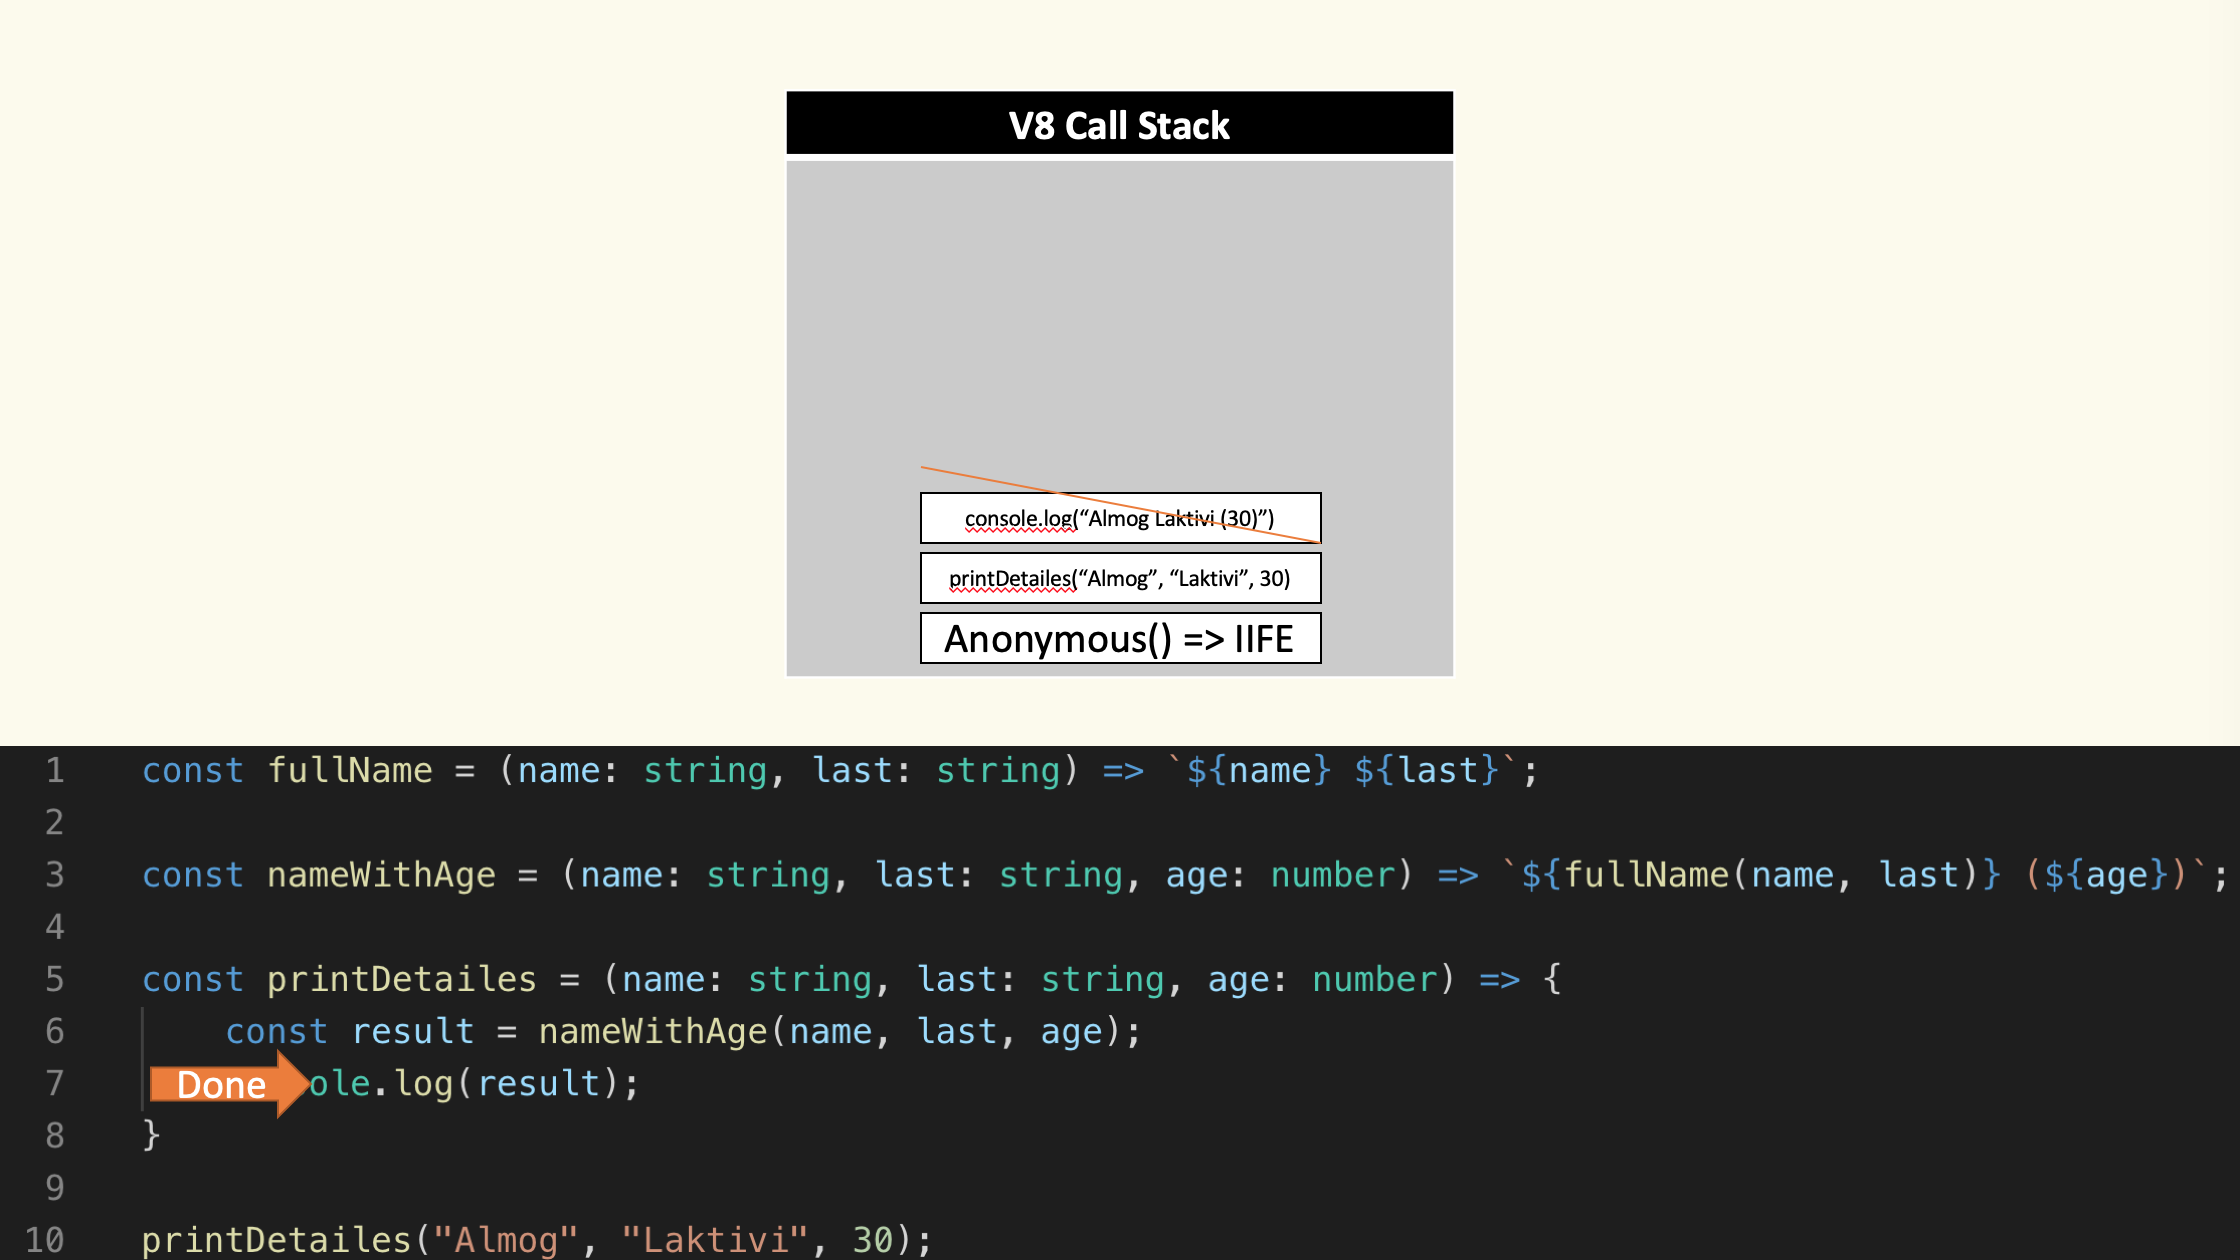 V8 Call Stack
console.log(“Almog Laktivi (30)”)
printDetailes(“Almog”, “Laktivi”, 30)
Anonymous() => IIFE
1 const fullName = (name: string, last: string) => `${name} ${last}`;
2
3 const nameWithAge = (name: string, last: string, age: number) => `${fullName(name, last)} (${age})`;
4
5 const printDetailes = (name: string, last: string, age: number) => {
6 const result = nameWithAge(name, last, age);
7 Done ole.log(result);
8 }
9
10 printDetailes("Almog", "Laktivi", 30);